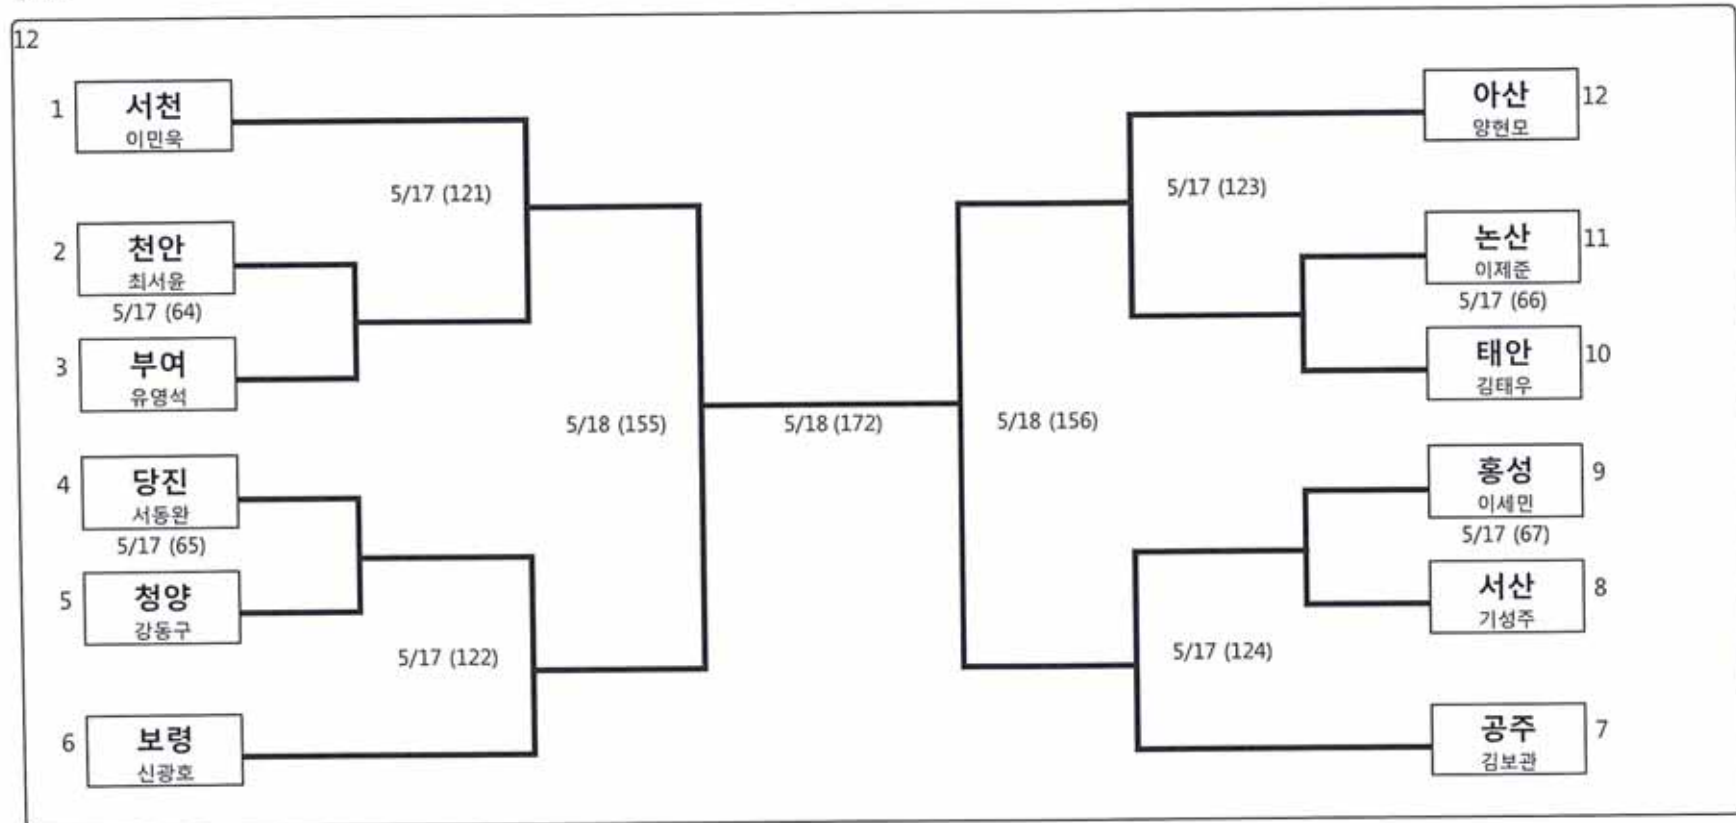 12
1
서천
이민욱
5/17 (121)
2
천안
최서윤
5/17 (64)
3
부여
유영석
5/18 (155)
4
당진
서동완
5/17 (65)
5
청양
강동구
5/17 (122)
6
보령
신광호
5/18 (172)
아산
12
양현모
5/17 (123)
논산
11
이제준
5/17 (66)
태안
10
김태우
5/18 (156)
홍성
9
이세민
5/17 (67)
서산
8
기성주
5/17 (124)
공주
7
김보관